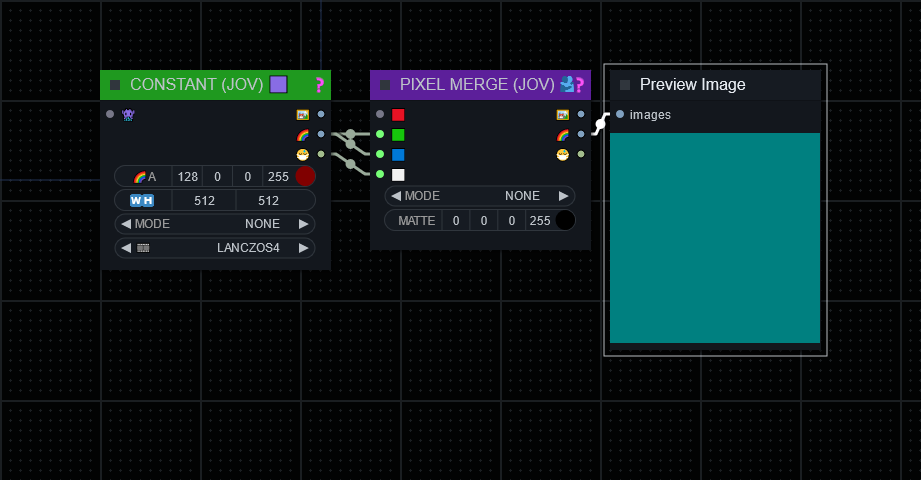 CONSTANT (JOV) 🟪 ❓
🌈 A 128 0 0 255
W H 512 512
MODE NONE
LANCZOS4
PIXEL MERGE (JOV) 🫂 ❓
MODE NONE
MATTE 0 0 0 255
Preview Image
images